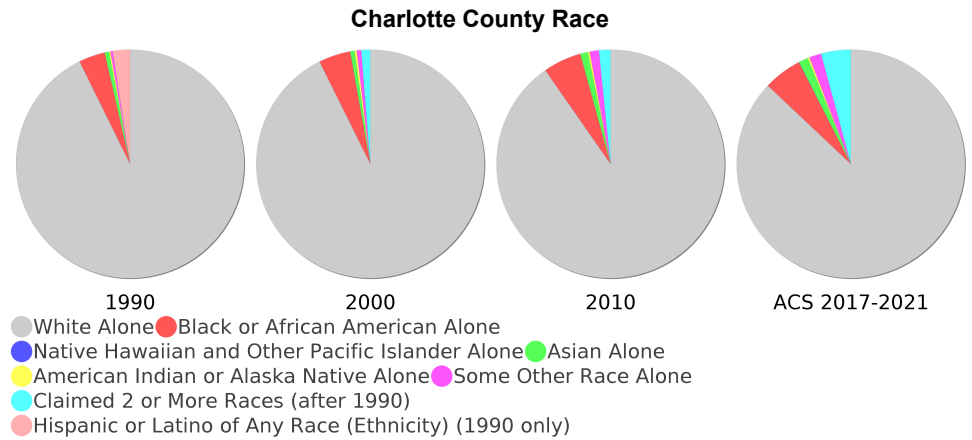 Charlotte County Race
1990 2000 2010 ACS 2017-2021
White Alone Black or African American Alone
Native Hawaiian and Other Pacific Islander Alone Asian Alone
American Indian or Alaska Native Alone Some Other Race Alone
Claimed 2 or More Races (after 1990)
Hispanic or Latino of Any Race (Ethnicity) (1990 only)